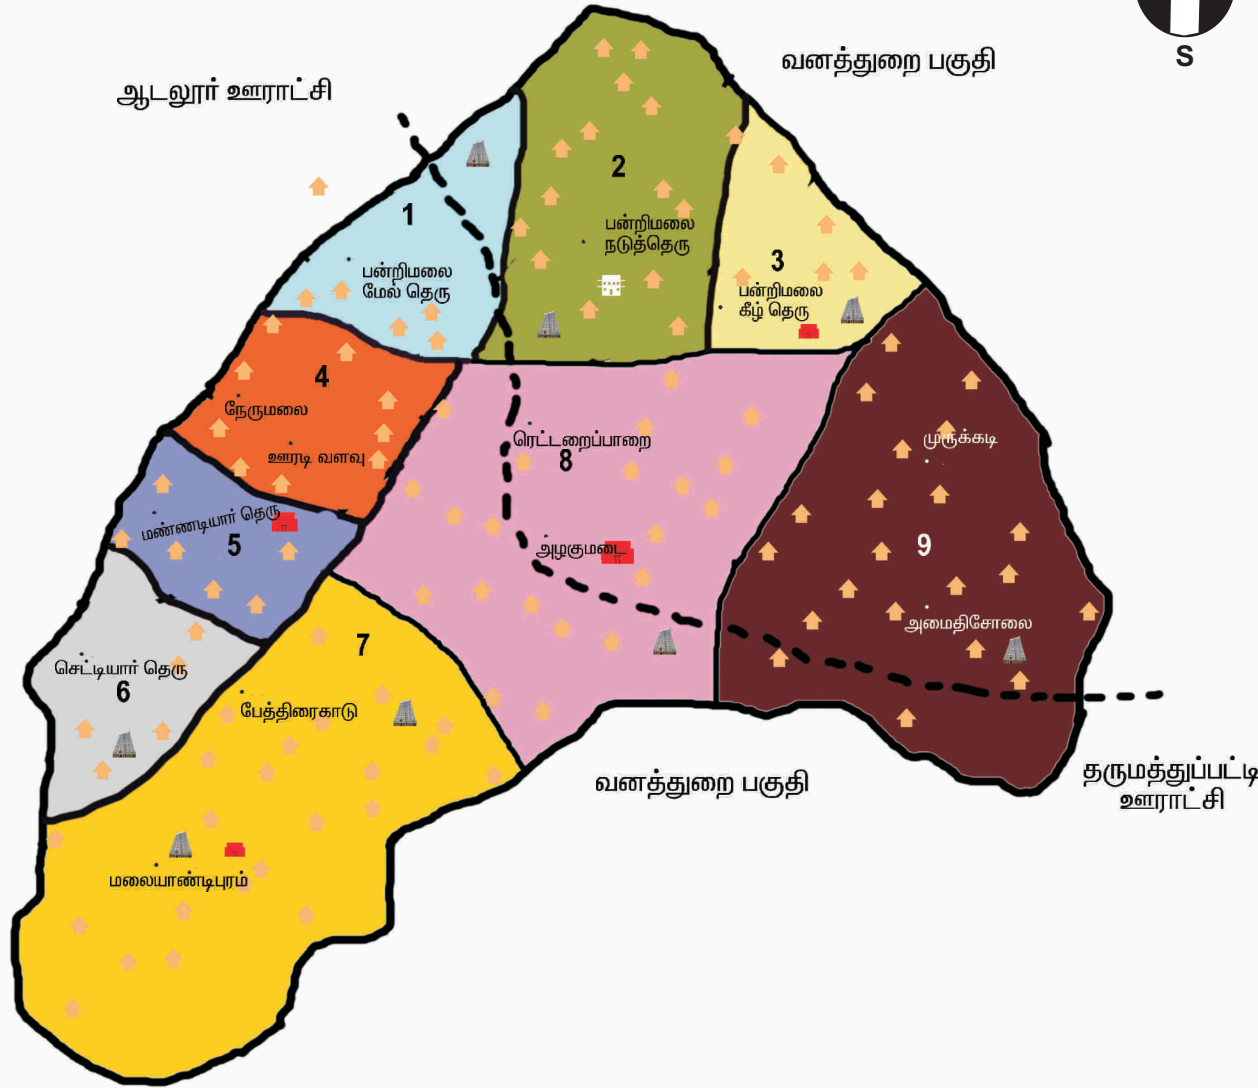 S
வனத்துறை பகுதி
ஆடலூர் ஊராட்சி
1
பன்றிமலை
மேல் தெரு
2
பன்றிமலை
நடுத்தெரு
3
பன்றிமலை
கீழ் தெரு
4
நேருமலை
ஊரடி வளவு
மண்ணடியார் தெரு
5
செட்டியார் தெரு
6
7
பேத்திரைகாடு
மலையாண்டிபுரம்
ரெட்டறைப்பாறை
8
அழகுமடை
முருக்கடி
9
அமைதிசோலை
வனத்துறை பகுதி
தருமத்துப்பட்டி
ஊராட்சி